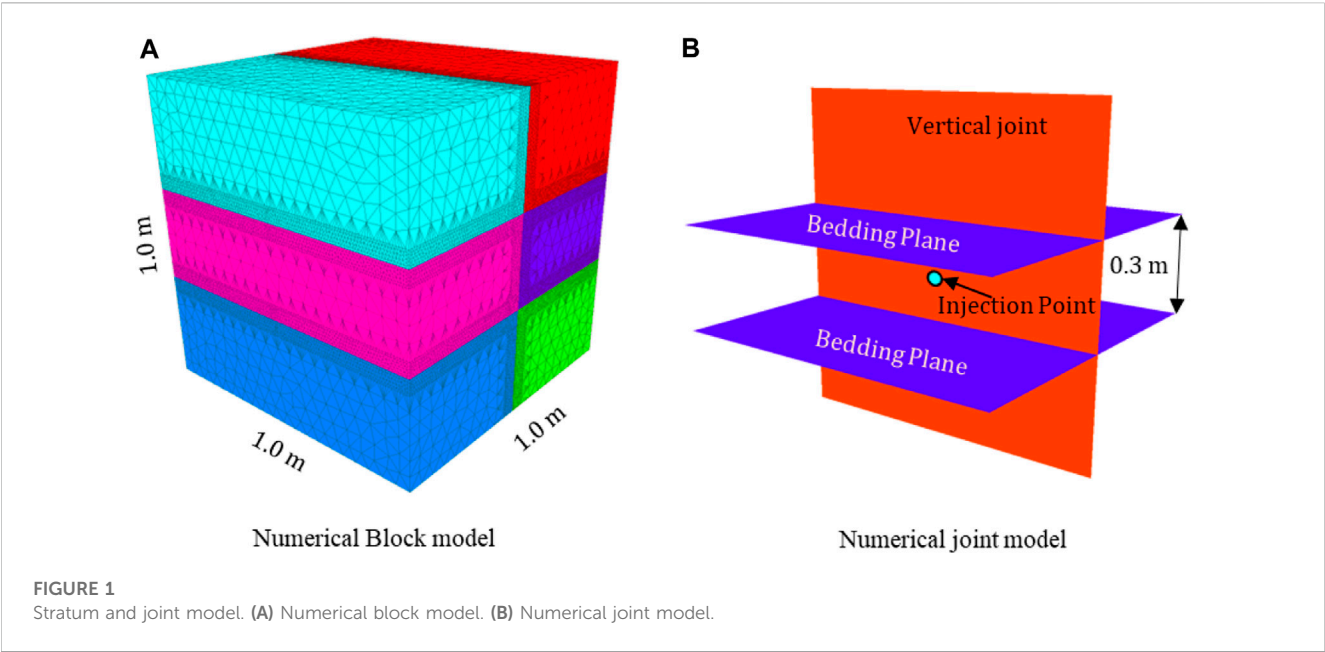 A
1.0 m
1.0 m
1.0 m
Numerical Block model
B
Vertical joint
Bedding Plane
0.3 m
Injection Point
Bedding Plane
Numerical joint model
FIGURE 1
Stratum and joint model. (A) Numerical block model. (B) Numerical joint model.